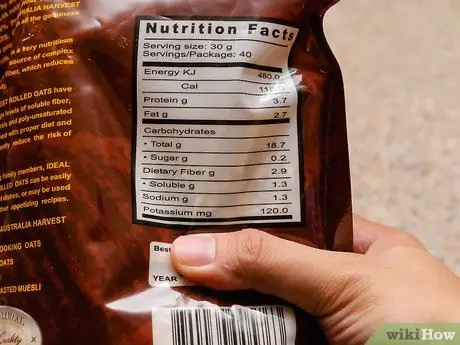 AUSTRALIA HARVEST
all the goodness
is a very nutritious
source of complex
fiber, which reduces
ROLLED OATS have
levels of soluble fiber,
and poly-unsaturated
with proper diet and
reduce the risk of
family members, IDEAL
ROLLED OATS can be easily
dishes, or may be used
their appetizing recipes.
AUSTRALIA HARVEST
COOKING OATS
OATS
TOASTED MUESLI
Quality
Nutrition Facts
Serving size: 30 g
Servings/Package: 40
Energy KJ 480.0
Cal
Protein g 3.7
Fat g 2.7
Carbohydrates
• Total g 18.7
• Sugar g 0.2
Dietary Fiber g 2.9
• Soluble g 1.3
Sodium g 1.3
Potassium mg 120.0
Best
YEAR
wikiHow